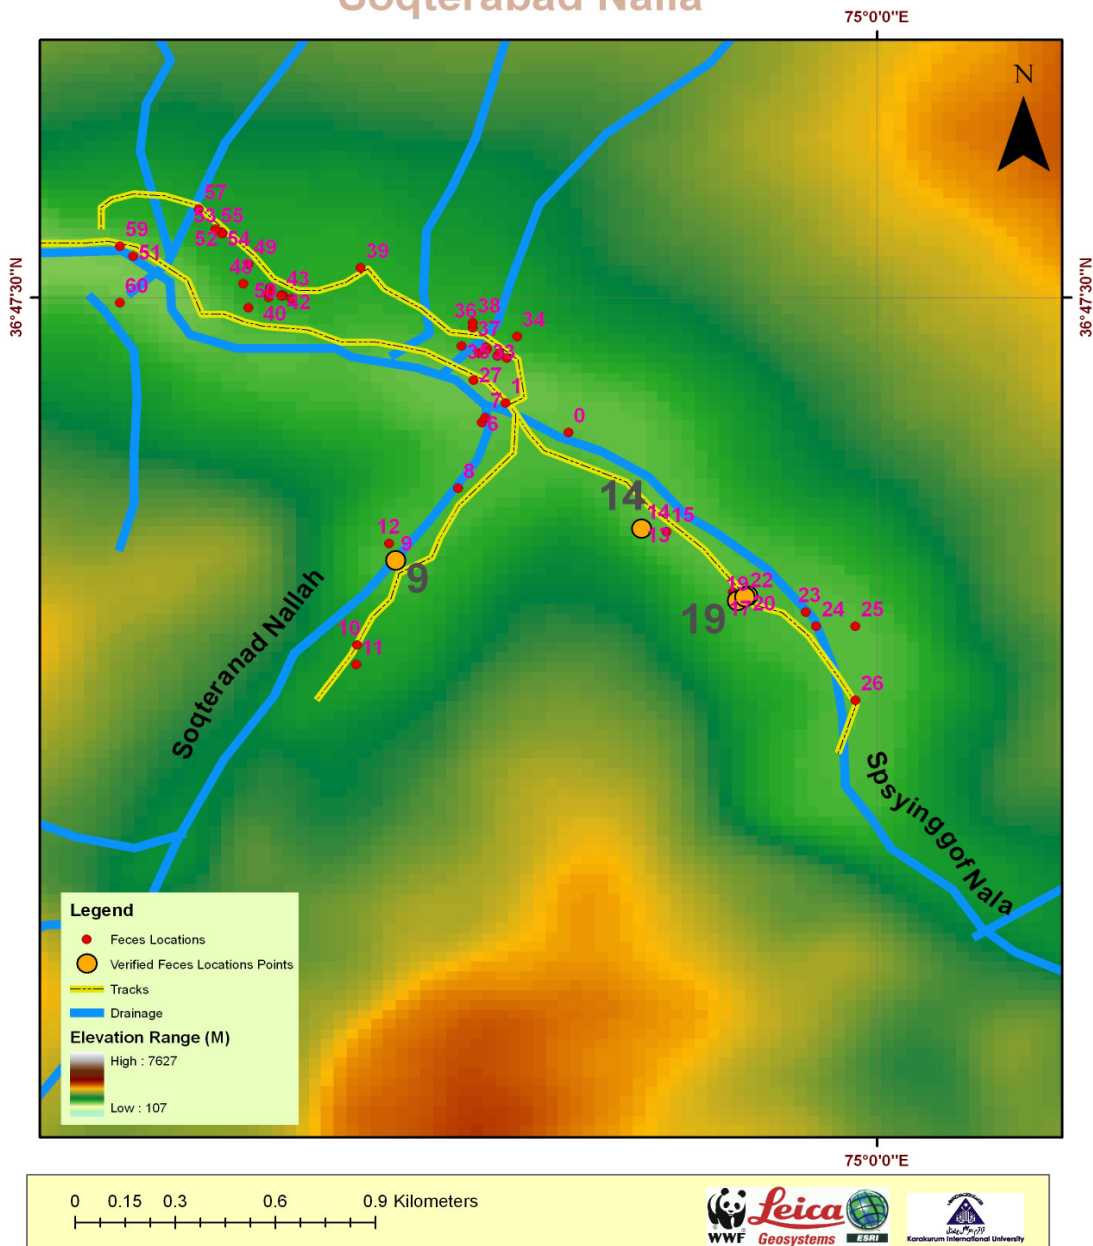 Soqterabad Nalla
75°0'0"E
N
57
53 55
52 54
59
51
49
48
39
60
43
50 42
40
36 38
37
34
35 33
27
1
7
6
0
8
14
14 15
13
12
9
9
19 22
17 20
19
23
24
25
10
11
26
36°47'30"N
36°47'30"N
Soqteranad Nallah
Spsyinggof Nala
Legend
Feces Locations
Verified Feces Locations Points
Tracks
Drainage
Elevation Range (M)
High : 7627
Low : 107
75°0'0"E
0 0.15 0.3 0.6 0.9 Kilometers
WWF
Leica
Geosystems
ESRI
Karakurum International University